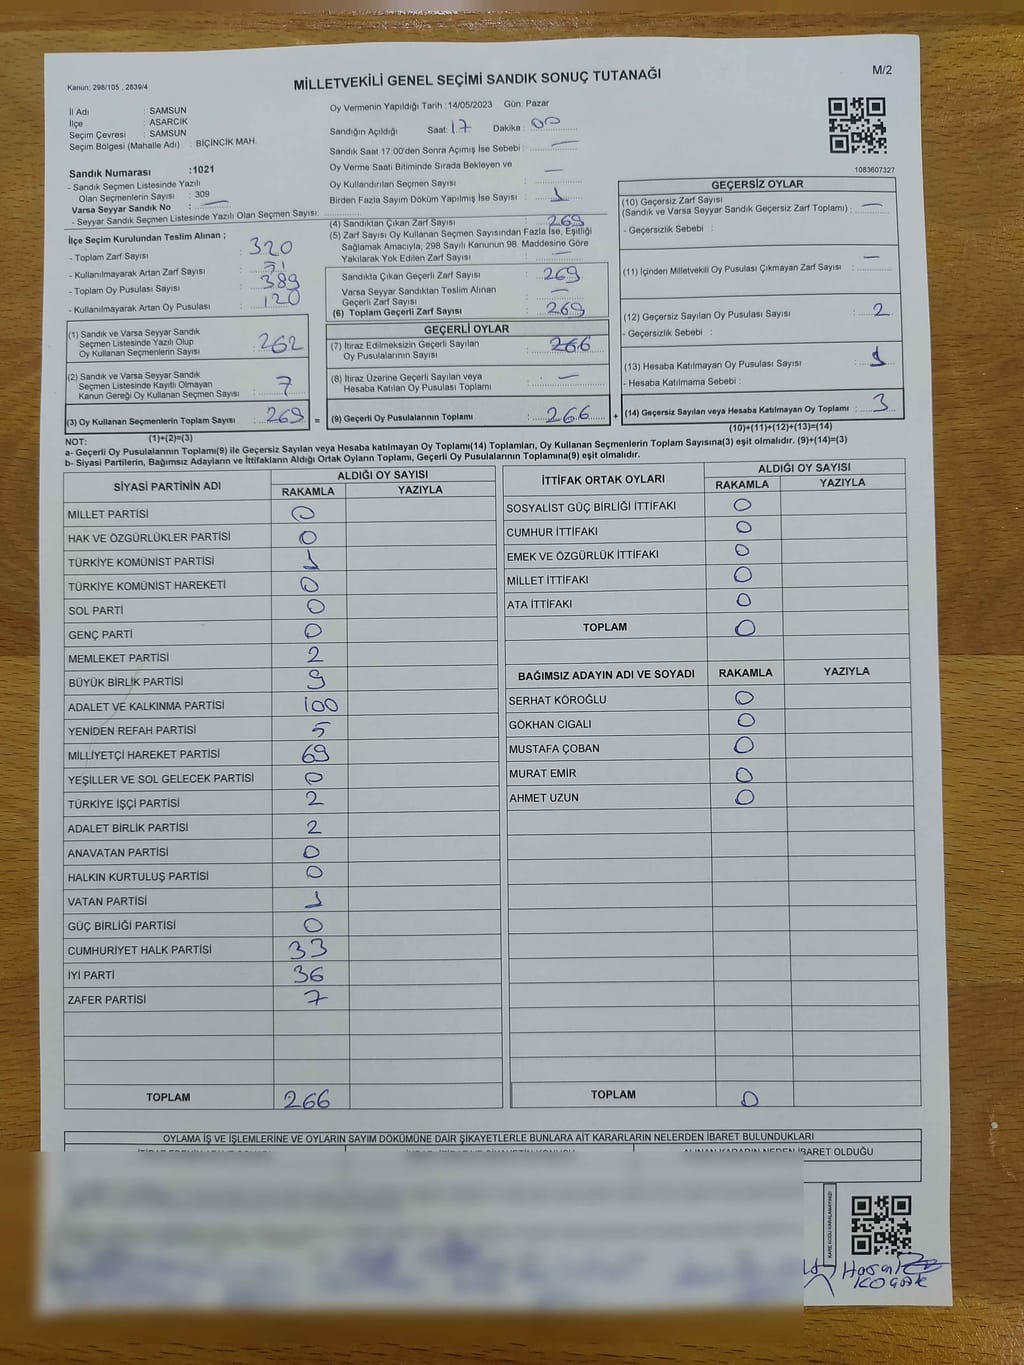 Kanun: 298/105 , 2839/4
MİLLETVEKİLİ GENEL SEÇİMİ SANDIK SONUÇ TUTANAĞI
M/2
İl Adı : SAMSUN
İlçe : ASARCIK
Seçim Çevresi : SAMSUN
Seçim Bölgesi (Mahalle Adı) : BİÇİNCİK MAH.
Sandık Numarası :1021
- Sandık Seçmen Listesinde Yazılı
Olan Seçmenlerin Sayısı : 309
Varsa Seyyar Sandık No : —
- Seyyar Sandık Seçmen Listesinde Yazılı Olan Seçmen Sayısı:
İlçe Seçim Kurulundan Teslim Alınan ;
- Toplam Zarf Sayısı : 320
- Kullanılmayarak Artan Zarf Sayısı : 51
- Toplam Oy Pusulası Sayısı : 389
- Kullanılmayarak Artan Oy Pusulası : 120
(1) Sandık ve Varsa Seyyar Sandık
Seçmen Listesinde Yazılı Olup
Oy Kullanan Seçmenlerin Sayısı : 262
(2) Sandık ve Varsa Seyyar Sandık
Seçmen Listesinde Kayıtlı Olmayan
Kanun Gereği Oy Kullanan Seçmen Sayısı : 7
(3) Oy Kullanan Seçmenlerin Toplam Sayısı : 269 =
(1)+(2)=(3)
Oy Vermenin Yapıldığı Tarih :14/05/2023 Gün: Pazar
Sandığın Açıldığı Saat: 17 Dakika : 00
Sandık Saat 17:00'den Sonra Açımış İse Sebebi : —
Oy Verme Saati Bitiminde Sırada Bekleyen ve
Oy Kullandırılan Seçmen Sayısı : —
Birden Fazla Sayım Döküm Yapılmış İse Sayısı : 1
(4) Sandıktan Çıkan Zarf Sayısı : 269
(5) Zarf Sayısı Oy Kullanan Seçmen Sayısından Fazla İse, Eşitliği
Sağlamak Amacıyla; 298 Sayılı Kanunun 98. Maddesine Göre
Yakılarak Yok Edilen Zarf Sayısı : —
Sandıkta Çıkan Geçerli Zarf Sayısı : 269
Varsa Seyyar Sandıktan Teslim Alınan
Geçerli Zarf Sayısı : —
(6) Toplam Geçerli Zarf Sayısı : 269
GEÇERLİ OYLAR
(7) İtiraz Edilmeksizin Geçerli Sayılan
Oy Pusulalarının Sayısı : 266
(8) İtiraz Üzerine Geçerli Sayılan veya
Hesaba Katılan Oy Pusulası Toplamı : —
(9) Geçerli Oy Pusulalarının Toplamı : 266 +
1083607327
GEÇERSİZ OYLAR
(10) Geçersiz Zarf Sayısı
(Sandık ve Varsa Seyyar Sandık Geçersiz Zarf Toplamı) : —
- Geçersizlik Sebebi :
(11) İçinden Milletvekili Oy Pusulası Çıkmayan Zarf Sayısı : —
(12) Geçersiz Sayılan Oy Pusulası Sayısı : 2
- Geçersizlik Sebebi :
(13) Hesaba Katılmayan Oy Pusulası Sayısı : 1
- Hesaba Katılmama Sebebi :
(14) Geçersiz Sayılan veya Hesaba Katılmayan Oy Toplamı : 3
(10)+(11)+(12)+(13)=(14)
NOT:
a- Geçerli Oy Pusulalarının Toplamı(9) ile Geçersiz Sayılan veya Hesaba katılmayan Oy Toplamı(14) Toplamları, Oy Kullanan Seçmenlerin Toplam Sayısına(3) eşit olmalıdır. (9)+(14)=(3)
b- Siyasi Partilerin, Bağımsız Adayların ve İttifakların Aldığı Ortak Oyların Toplamı, Geçerli Oy Pusulalarının Toplamına(9) eşit olmalıdır.
SİYASİ PARTİNİN ADI ALDIĞI OY SAYISI
RAKAMLA YAZIYLA
MİLLET PARTİSİ 0
HAK VE ÖZGÜRLÜKLER PARTİSİ 0
TÜRKİYE KOMÜNİST PARTİSİ 1
TÜRKİYE KOMÜNİST HAREKETİ 0
SOL PARTİ 0
GENÇ PARTİ 0
MEMLEKET PARTİSİ 2
BÜYÜK BİRLİK PARTİSİ 9
ADALET VE KALKINMA PARTİSİ 100
YENİDEN REFAH PARTİSİ 5
MİLLİYETÇİ HAREKET PARTİSİ 69
YEŞİLLER VE SOL GELECEK PARTİSİ 0
TÜRKİYE İŞÇİ PARTİSİ 2
ADALET BİRLİK PARTİSİ 2
ANAVATAN PARTİSİ 0
HALKIN KURTULUŞ PARTİSİ 0
VATAN PARTİSİ 1
GÜÇ BİRLİĞİ PARTİSİ 0
CUMHURİYET HALK PARTİSİ 33
İYİ PARTİ 36
ZAFER PARTİSİ 7
TOPLAM 266
İTTİFAK ORTAK OYLARI ALDIĞI OY SAYISI
RAKAMLA YAZIYLA
SOSYALİST GÜÇ BİRLİĞİ İTTİFAKI 0
CUMHUR İTTİFAKI 0
EMEK VE ÖZGÜRLÜK İTTİFAKI 0
MİLLET İTTİFAKI 0
ATA İTTİFAKI 0
TOPLAM 0
BAĞIMSIZ ADAYIN ADI VE SOYADI RAKAMLA YAZIYLA
SERHAT KÖROĞLU 0
GÖKHAN CIGALI 0
MUSTAFA ÇOBAN 0
MURAT EMİR 0
AHMET UZUN 0
TOPLAM 0
OYLAMA İŞ VE İŞLEMLERİNE VE OYLARIN SAYIM DÖKÜMÜNE DAİR ŞİKAYETLERLE BUNLARA AİT KARARLARIN NELERDEN İBARET BULUNDUKLARI
ALINAN KARARIN NEDEN İBARET OLDUĞU
KARE KODU KARALAMAYINIZ!
Hasan
KOÇAK